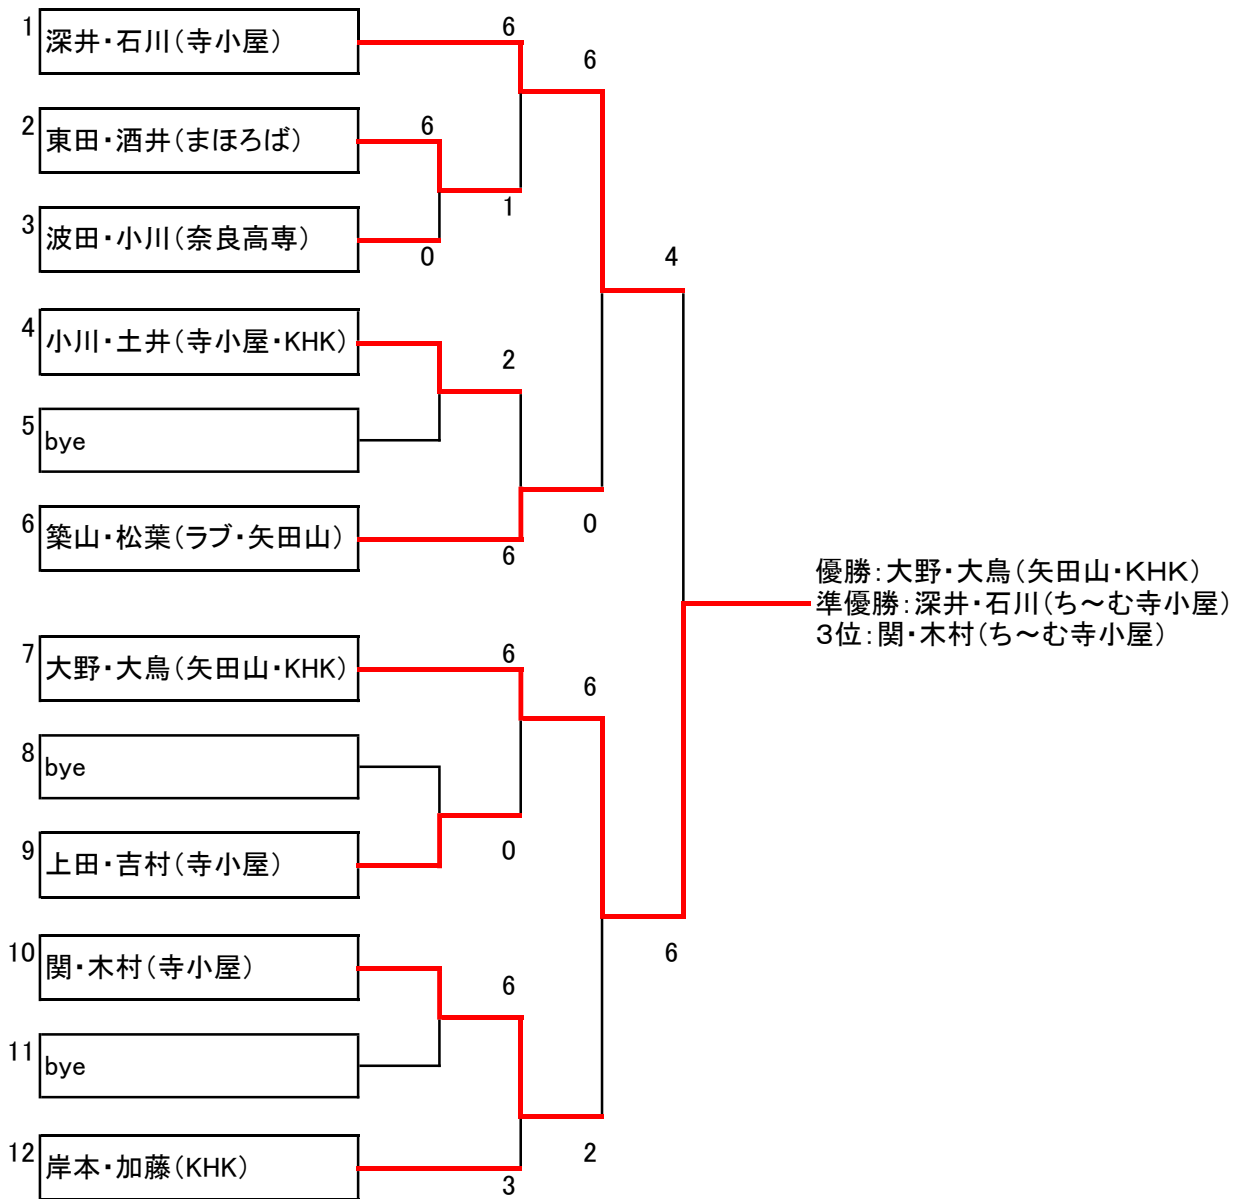 1
深井・石川(寺小屋)
6
6
2
東田・酒井(まほろば)
6
1
3
波田・小川(奈良高専)
0
4
4
小川・土井(寺小屋・KHK)
2
5
bye
6
築山・松葉(ラブ・矢田山)
6
0
優勝:大野・大鳥(矢田山・KHK)
準優勝:深井・石川(ち～む寺小屋)
3位:関・木村(ち～む寺小屋)
7
大野・大鳥(矢田山・KHK)
6
6
8
bye
9
上田・吉村(寺小屋)
0
10
関・木村(寺小屋)
6
6
11
bye
12
岸本・加藤(KHK)
3
2